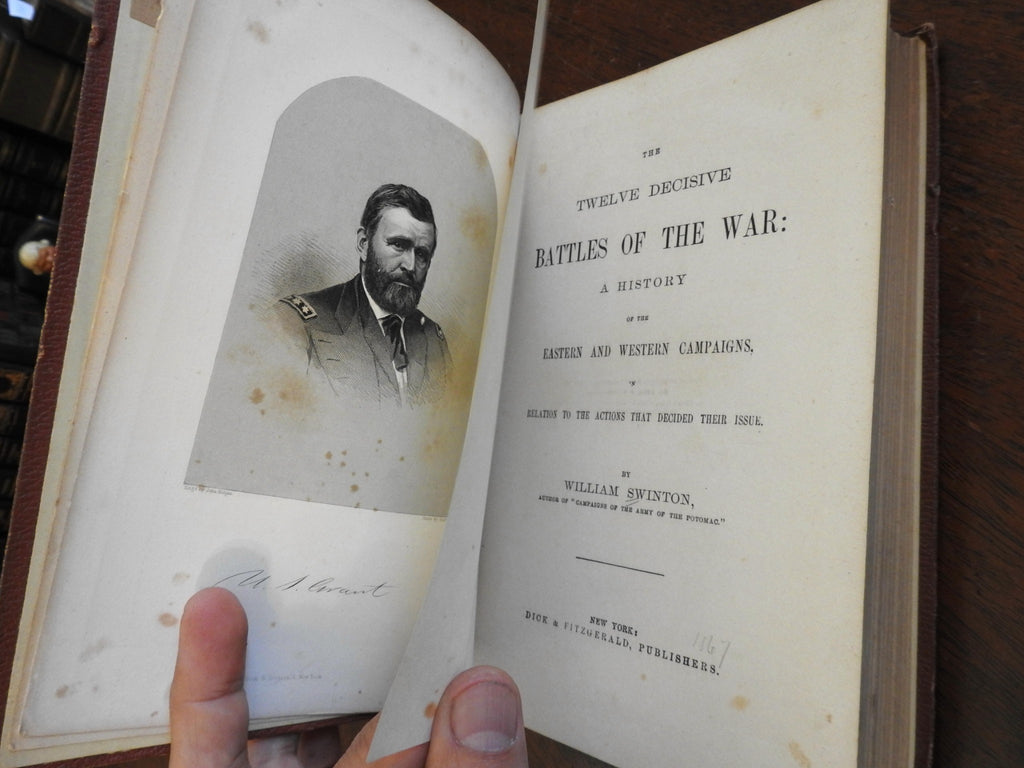 U. S. Grant
THE
TWELVE DECISIVE
BATTLES OF THE WAR:
A HISTORY
OF THE
EASTERN AND WESTERN CAMPAIGNS,
IN
RELATION TO THE ACTIONS THAT DECIDED THEIR ISSUE.
BY
WILLIAM SWINTON,
AUTHOR OF "CAMPAIGNS OF THE ARMY OF THE POTOMAC."
NEW YORK:
DICK & FITZGERALD, PUBLISHERS.
1867